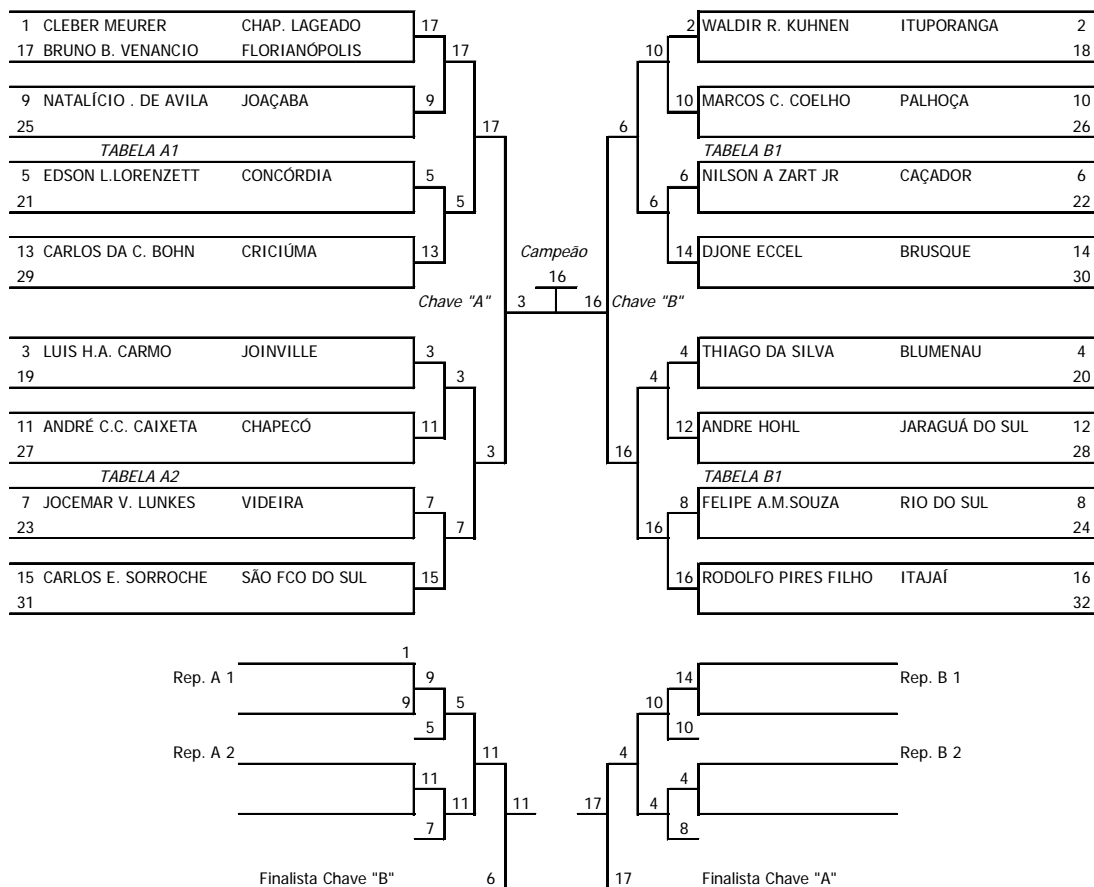 1 CLEBER MEURER CHAP. LAGEADO 17
17 BRUNO B. VENANCIO FLORIANÓPOLIS 17
9 NATALÍCIO . DE AVILA JOAÇABA 9
25
17
TABELA A1
5 EDSON L.LORENZETT CONCÓRDIA 5
21
5
13 CARLOS DA C. BOHN CRICIÚMA 13
29
Chave "A" 3
3 LUIS H.A. CARMO JOINVILLE 3
19
3
11 ANDRÉ C.C. CAIXETA CHAPECÓ 11
27
3
TABELA A2
7 JOCEMAR V. LUNKES VIDEIRA 7
23
7
15 CARLOS E. SORROCHE SÃO FCO DO SUL 15
31
Campeão
16
2 WALDIR R. KUHNEN ITUPORANGA 2
10 18
10 MARCOS C. COELHO PALHOÇA 10
26
6
TABELA B1
6 NILSON A ZART JR CAÇADOR 6
22
6
14 DJONE ECCEL BRUSQUE 14
30
16 Chave "B"
4 THIAGO DA SILVA BLUMENAU 4
4 20
12 ANDRE HOHL JARAGUÁ DO SUL 12
28
16
TABELA B1
8 FELIPE A.M.SOUZA RIO DO SUL 8
16 24
16 RODOLFO PIRES FILHO ITAJAÍ 16
32
1
Rep. A 1 9
9 5
5
Rep. A 2 11
11
11 11
7
Finalista Chave "B" 6
14 Rep. B 1
10
10
4 Rep. B 2
4
17 4
8
17 Finalista Chave "A"